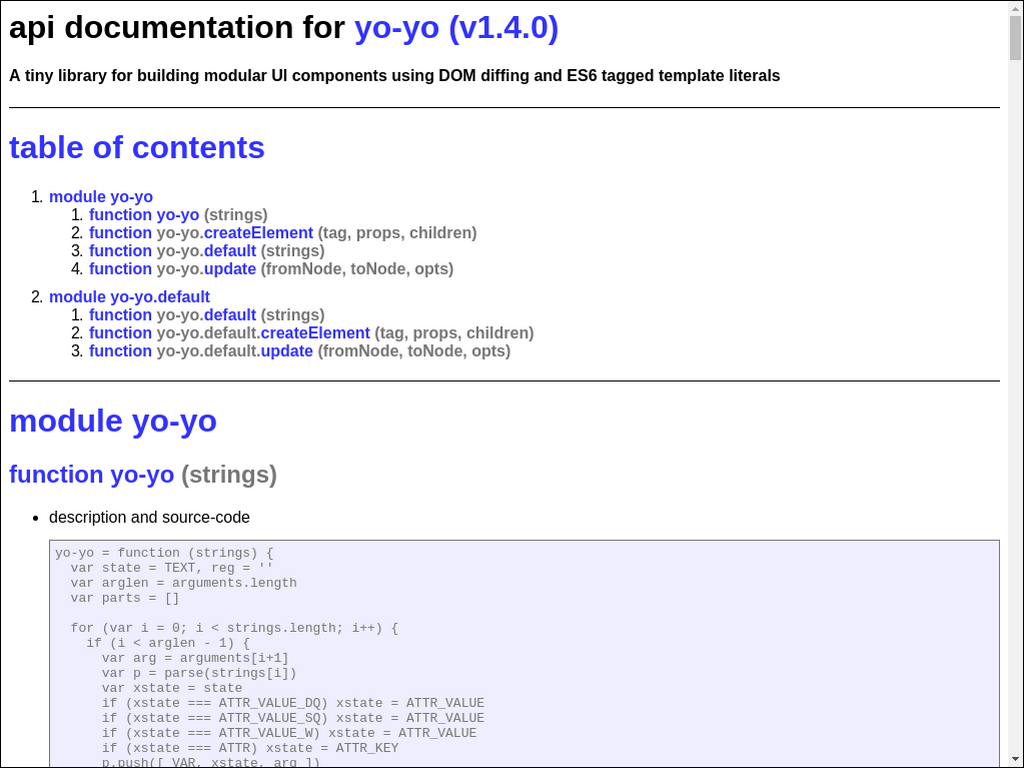 api documentation for yo-yo (v1.4.0)
A tiny library for building modular UI components using DOM diffing and ES6 tagged template literals
table of contents
1. module yo-yo
1. function yo-yo (strings)
2. function yo-yo.createElement (tag, props, children)
3. function yo-yo.default (strings)
4. function yo-yo.update (fromNode, toNode, opts)
2. module yo-yo.default
1. function yo-yo.default (strings)
2. function yo-yo.default.createElement (tag, props, children)
3. function yo-yo.default.update (fromNode, toNode, opts)
module yo-yo
function yo-yo (strings)
• description and source-code
yo-yo = function (strings) {
  var state = TEXT, reg = ''
  var arglen = arguments.length
  var parts = []
  for (var i = 0; i < strings.length; i++) {
    if (i < arglen - 1) {
      var arg = arguments[i+1]
      var p = parse(strings[i])
      var xstate = state
      if (xstate === ATTR_VALUE_DQ) xstate = ATTR_VALUE
      if (xstate === ATTR_VALUE_SQ) xstate = ATTR_VALUE
      if (xstate === ATTR_VALUE_W) xstate = ATTR_VALUE
      if (xstate === ATTR) xstate = ATTR_KEY
      p.push([ VAR, xstate, arg ])